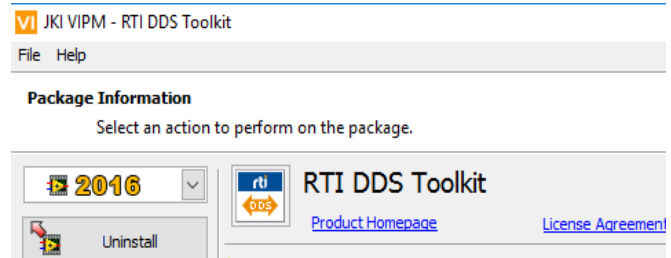 VI JKI VIPM - RTI DDS Toolkit
File Help
Package Information
Select an action to perform on the package.
2016
rti
DDS
RTI DDS Toolkit
Product Homepage License Agreement
Uninstall